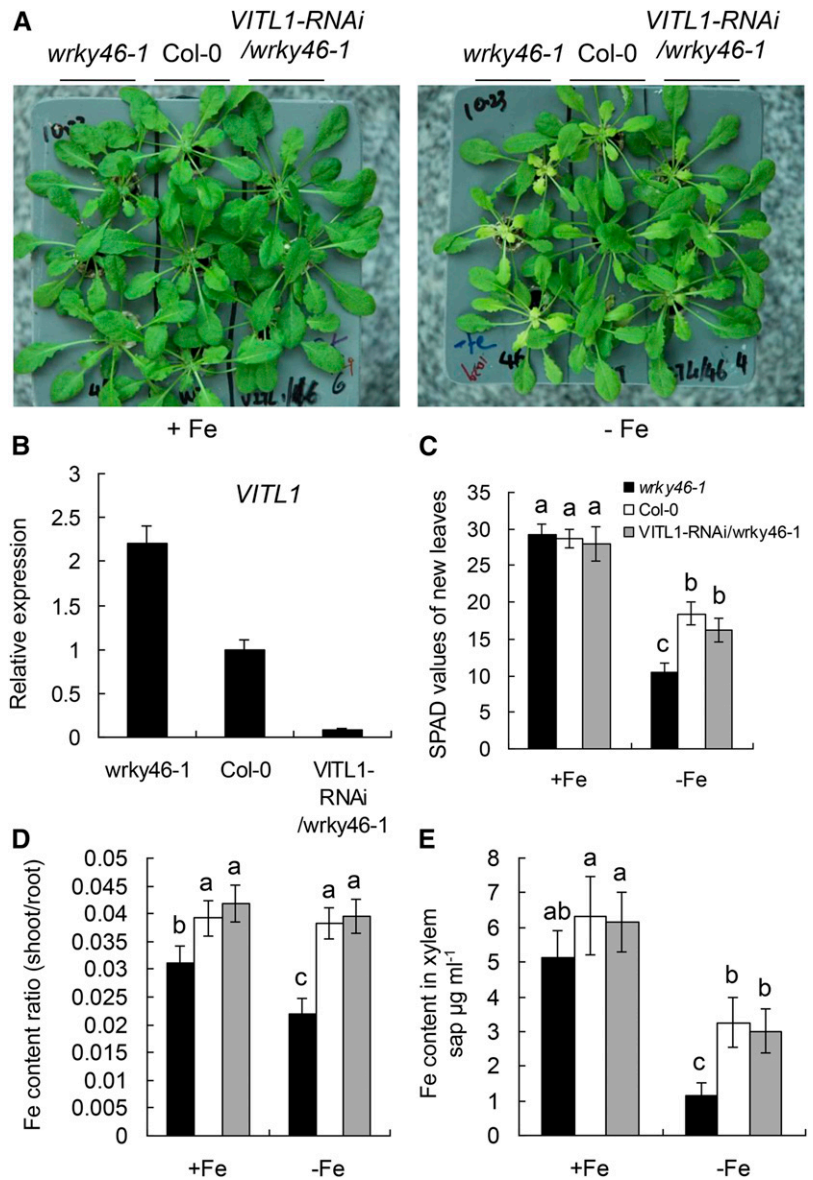 A
VITL1-RNAi
VITL1-RNAi
wrky46-1 Col-0 /wrky46-1
wrky46-1 Col-0 /wrky46-1
10.23
-fe
+ Fe
- Fe
B
VITL1
Relative expression
3
2.5
2
1.5
1
0.5
0
wrky46-1
Col-0
VITL1-
RNAi
/wrky46-1
C
wrky46-1
Col-0
VITL1-RNAi/wrky46-1
SPAD values of new leaves
35
30
25
20
15
10
5
0
a a a
c b b
+Fe
-Fe
D
Fe content ratio (shoot/root)
0.05
0.045
0.04
0.035
0.03
0.025
0.02
0.015
0.01
0.005
0
b a a
c a a
+Fe
-Fe
E
Fe content in xylem
sap µg ml-1
8
7
6
5
4
3
2
1
0
ab a a
c b b
+Fe
-Fe